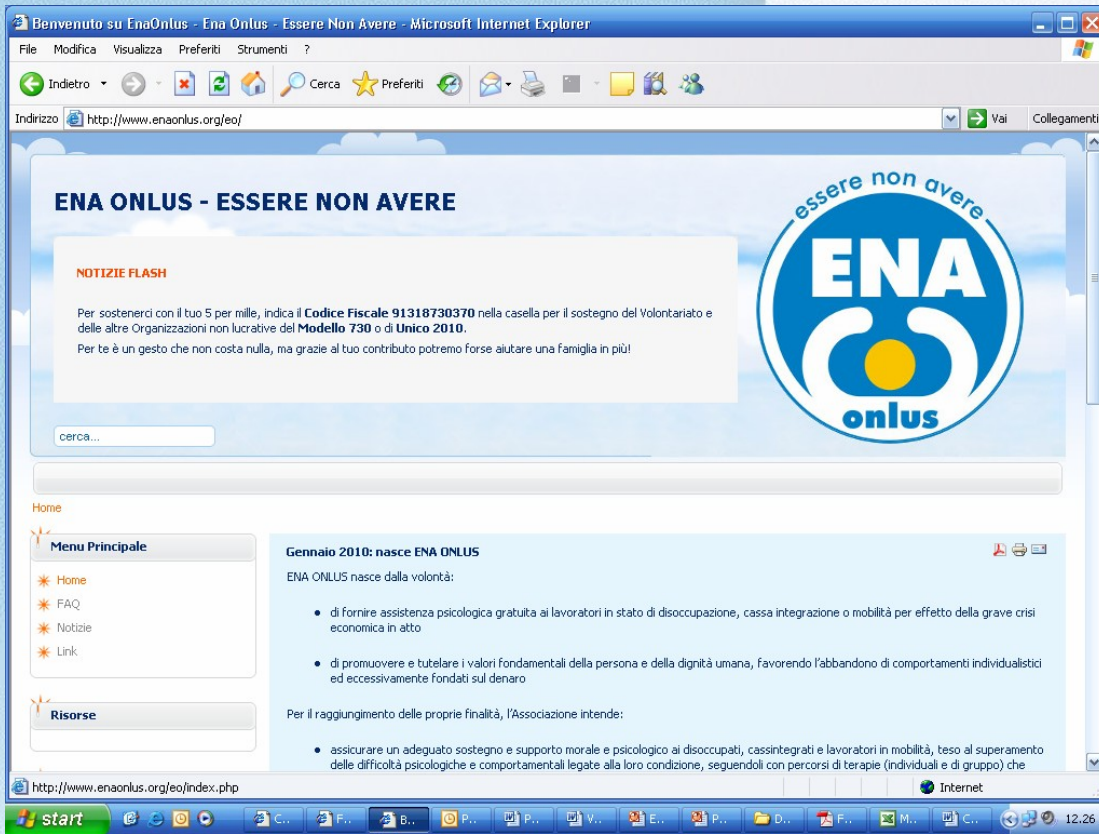 Benvenuto su EnaOnlus - Ena Onlus - Essere Non Avere - Microsoft Internet Explorer
File Modifica Visualizza Preferiti Strumenti ?
Indietro Cerca Preferiti
Indirizzo http://www.enaonlus.org/eo/ Vai Collegamenti
ENA ONLUS - ESSERE NON AVERE
essere non avere
ENA
onlus
NOTIZIE FLASH
Per sostenerci con il tuo 5 per mille, indica il Codice Fiscale 91318730370 nella casella per il sostegno del Volontariato e
delle altre Organizzazioni non lucrative del Modello 730 o di Unico 2010.
Per te è un gesto che non costa nulla, ma grazie al tuo contributo potremo forse aiutare una famiglia in più!
cerca...
Home
Menu Principale
Home
FAQ
Notizie
Link
Risorse
Gennaio 2010: nasce ENA ONLUS
ENA ONLUS nasce dalla volontà:
di fornire assistenza psicologica gratuita ai lavoratori in stato di disoccupazione, cassa integrazione o mobilità per effetto della grave crisi
economica in atto
di promuovere e tutelare i valori fondamentali della persona e della dignità umana, favorendo l'abbandono di comportamenti individualistici
ed eccessivamente fondati sul denaro
Per il raggiungimento delle proprie finalità, l'Associazione intende:
assicurare un adeguato sostegno e supporto morale e psicologico ai disoccupati, cassintegrati e lavoratori in mobilità, teso al superamento
delle difficoltà psicologiche e comportamentali legate alla loro condizione, seguendoli con percorsi di terapie (individuali e di gruppo) che
http://www.enaonlus.org/eo/index.php Internet
start C.. F.. B.. P.. P.. V.. E.. P.. D.. F.. M.. C.. 12.26